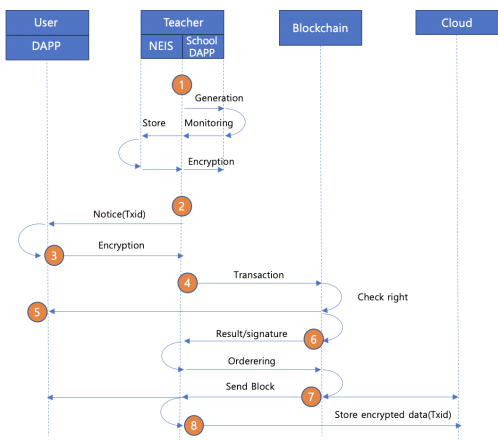 User
Teacher
Blockchain
Cloud
DAPP
NEIS
School
DAPP
1
Generation
Store
Monitoring
Encryption
2
Notice(Txid)
Encryption
3
4
Transaction
Check right
5
6
Result/signature
Orderering
Send Block
7
Store encrypted data(Txid)
8